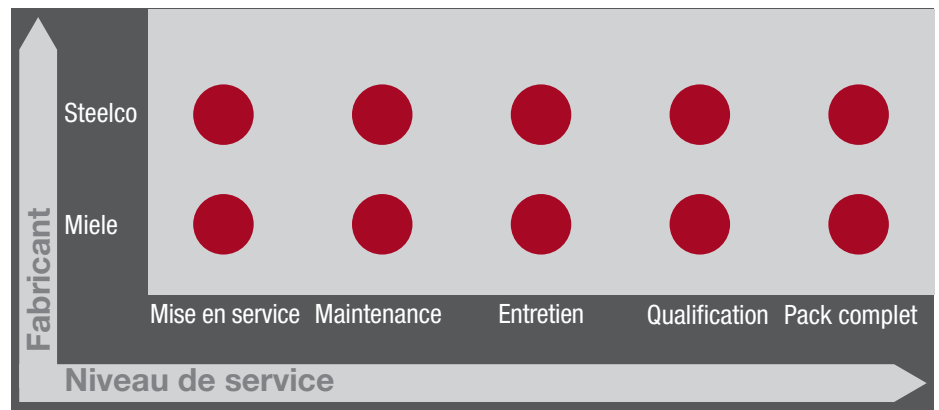 Steelco
Miele
Fabricant
Mise en service Maintenance Entretien Qualification Pack complet
Niveau de service